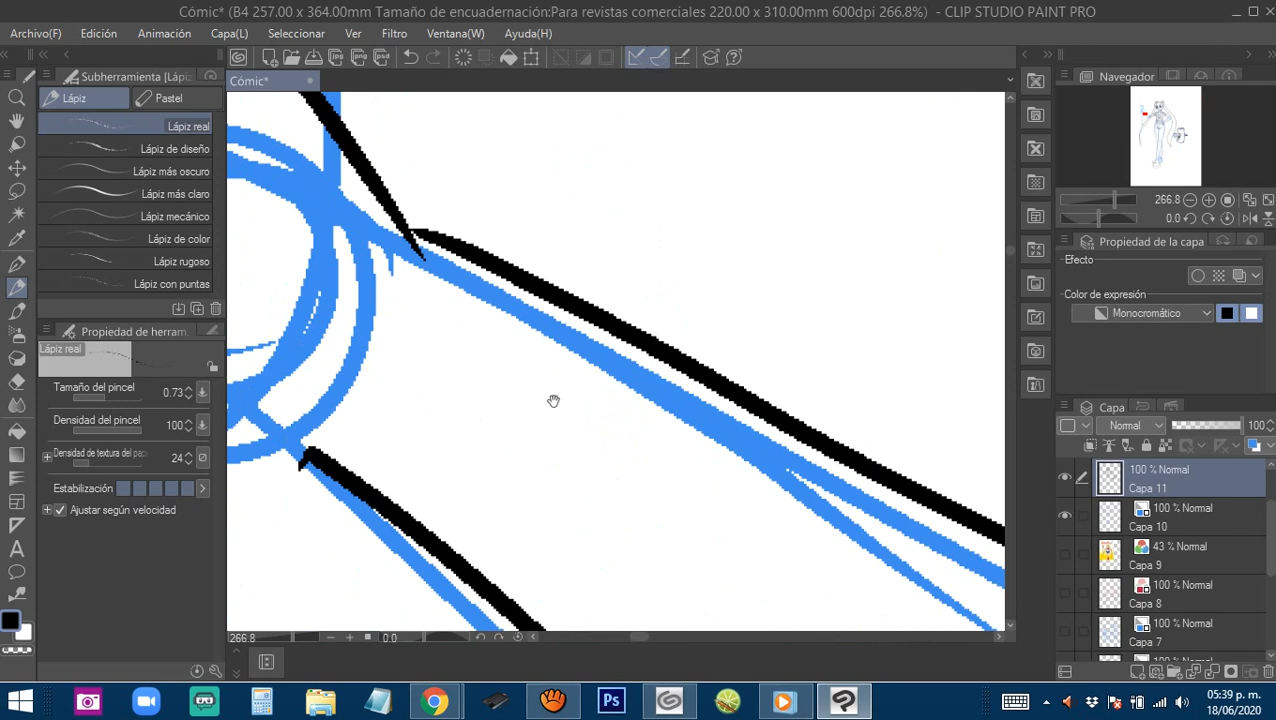 Cómic* (B4 257.00 x 364.00mm Tamaño de encuadernación:Para revistas comerciales 220.00 x 310.00mm 600dpi 266.8%) - CLIP STUDIO PAINT PRO
Archivo(F) Edición Animación Capa(L) Seleccionar Ver Filtro Ventana(W) Ayuda(H)
Subherramienta [Lápiz
Cómic*
Navegador
Lápiz Pastel
Lápiz real
Lápiz de diseño
Lápiz más oscuro
Lápiz más claro
Lápiz mecánico
Lápiz de color
Lápiz rugoso
Lápiz con puntas
266.8
0.0
Propiedad de la capa
Efecto
Color de expresión
Monocromático
Propiedad de herram.
Lápiz real
Tamaño del pincel 0.73
Densidad del pincel 100
Densidad de textura del pap 24
Estabilización
Ajustar según velocidad
Capa
Normal 100
100 % Normal
Capa 11
100 % Normal
Capa 10
43 % Normal
Capa 9
100 % Normal
Capa 8
100 % Normal
Capa 7
100 % Normal
266.8 0.0
Ps
05:39 p. m.
18/06/2020